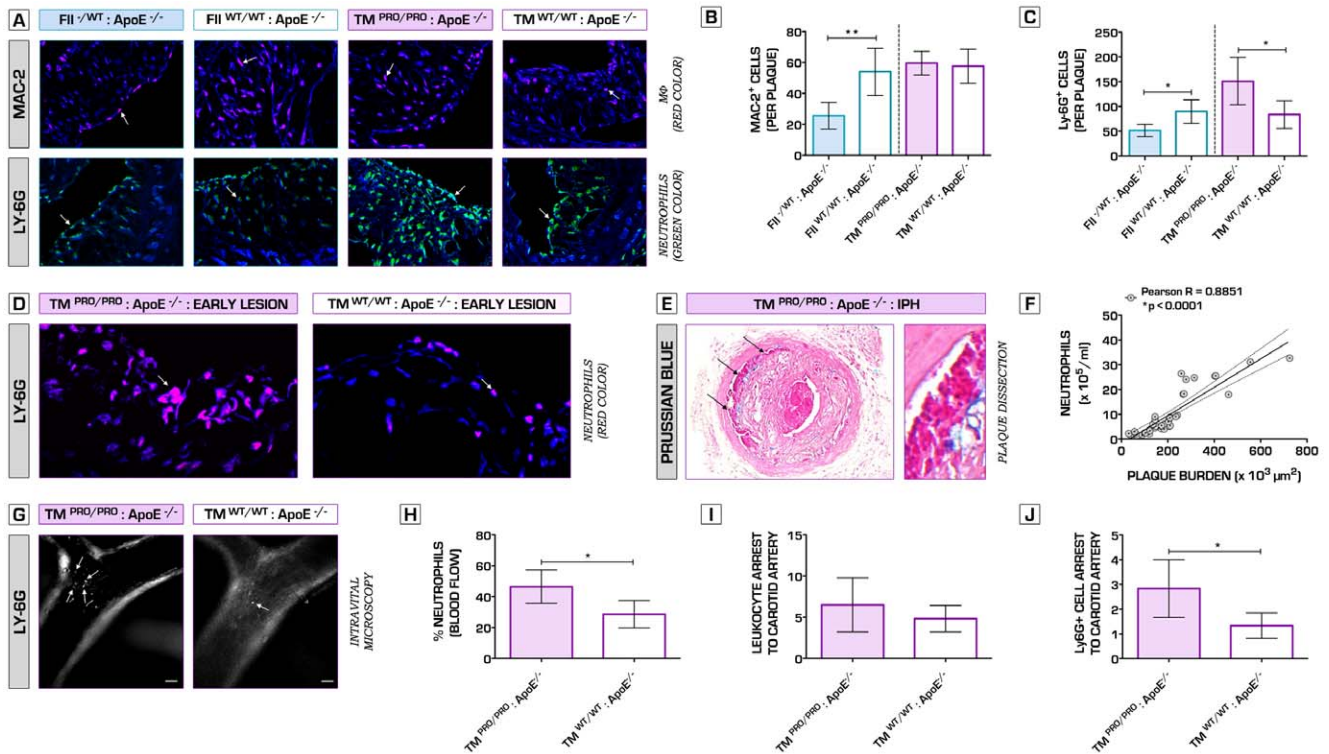 A
FII -/WT : ApoE -/-
FII WT/WT : ApoE -/-
TM PRO/PRO : ApoE -/-
TM WT/WT : ApoE -/-
MAC-2
MΦ
(RED COLOR)
LY-6G
NEUTROPHILS
(GREEN COLOR)
B
MAC-2+ CELLS
(PER PLAQUE)
80
60
40
20
0
**
FII -/WT : ApoE -/-
FII WT/WT : ApoE -/-
TM PRO/PRO : ApoE -/-
TM WT/WT : ApoE -/-
C
Ly-6G+ CELLS
(PER PLAQUE)
250
200
150
100
50
0
*
*
FII -/WT : ApoE -/-
FII WT/WT : ApoE -/-
TM PRO/PRO : ApoE -/-
TM WT/WT : ApoE -/-
D
TM PRO/PRO : ApoE -/- : EARLY LESION
TM WT/WT : ApoE -/- : EARLY LESION
LY-6G
NEUTROPHILS
(RED COLOR)
E
TM PRO/PRO : ApoE -/- : IPH
PRUSSIAN BLUE
PLAQUE DISSECTION
F
Pearson R = 0.8851
*p < 0.0001
NEUTROPHILS
(x 10⁵ / ml)
50
40
30
20
10
0
0
200
400
600
800
PLAQUE BURDEN (x 10³ µm²)
G
TM PRO/PRO : ApoE -/-
TM WT/WT : ApoE -/-
LY-6G
INTRAVITAL
MICROSCOPY
H
% NEUTROPHILS
(BLOOD FLOW)
80
60
40
20
0
*
TM PRO/PRO : ApoE -/-
TM WT/WT : ApoE -/-
I
LEUKOCYTE ARREST
TO CAROTID ARTERY
15
10
5
0
TM PRO/PRO : ApoE -/-
TM WT/WT : ApoE -/-
J
Ly6G+ CELL ARREST
TO CAROTID ARTERY
5
4
3
2
1
0
*
TM PRO/PRO : ApoE -/-
TM WT/WT : ApoE -/-